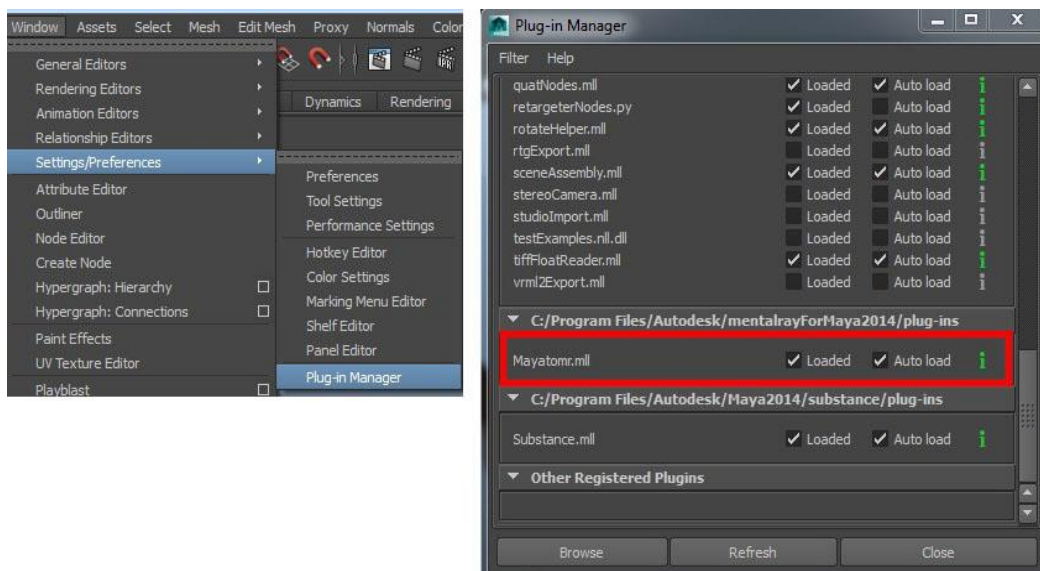 Window Assets Select Mesh Edit Mesh Proxy Normals Color
General Editors
Rendering Editors
Animation Editors
Relationship Editors
Settings/Preferences
Attribute Editor
Outliner
Node Editor
Create Node
Hypergraph: Hierarchy
Hypergraph: Connections
Paint Effects
UV Texture Editor
Playblast
IPR
Dynamics Rendering
Preferences
Tool Settings
Performance Settings
Hotkey Editor
Color Settings
Marking Menu Editor
Shelf Editor
Panel Editor
Plug-in Manager
Plug-in Manager
Filter Help
quatNodes.mll Loaded Auto load i
retargeterNodes.py Loaded Auto load i
rotateHelper.mll Loaded Auto load i
rtgExport.mll Loaded Auto load i
sceneAssembly.mll Loaded Auto load i
stereoCamera.mll Loaded Auto load i
studioImport.mll Loaded Auto load i
testExamples.nll.dll Loaded Auto load i
tiffFloatReader.mll Loaded Auto load i
vrml2Export.mll Loaded Auto load i
C:/Program Files/Autodesk/mentalrayForMaya2014/plug-ins
Mayatomr.mll Loaded Auto load i
C:/Program Files/Autodesk/Maya2014/substance/plug-ins
Substance.mll Loaded Auto load i
Other Registered Plugins
Browse Refresh Close